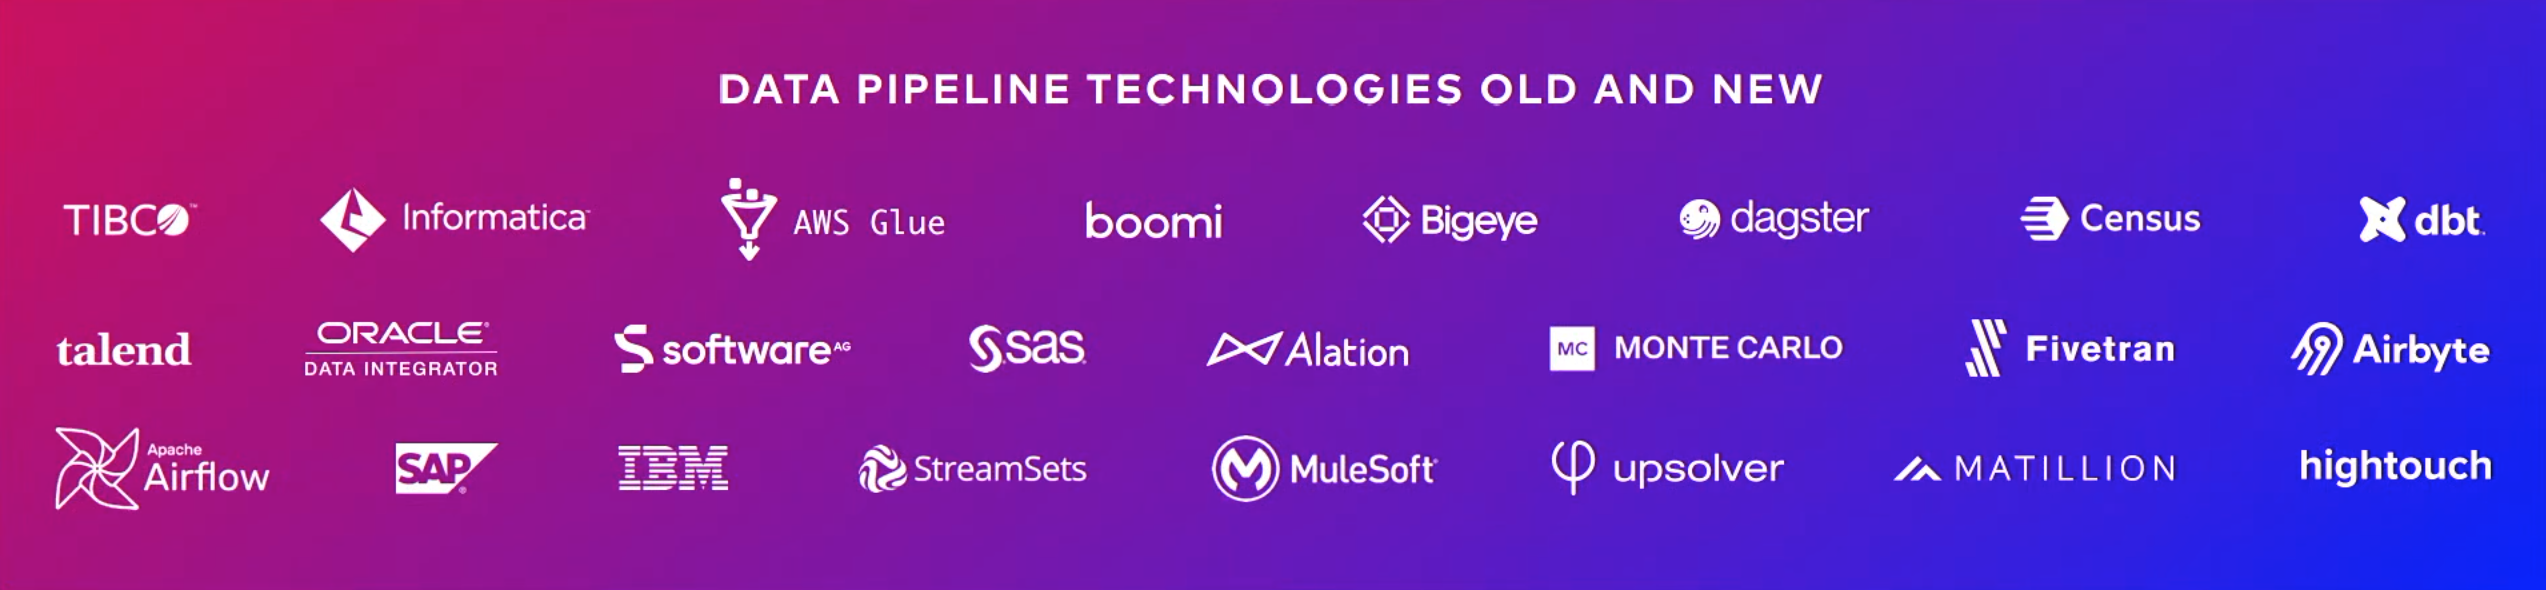 DATA PIPELINE TECHNOLOGIES OLD AND NEW
TIBCO™
Informatica
AWS Glue
boomi
Bigeye
dagster
Census
dbt
talend
ORACLE®
DATA INTEGRATOR
software AG
sas
Alation
MC MONTE CARLO
Fivetran
Airbyte
Apache
Airflow
SAP®
IBM
StreamSets
MuleSoft
upsolver
MATILLION
hightouch